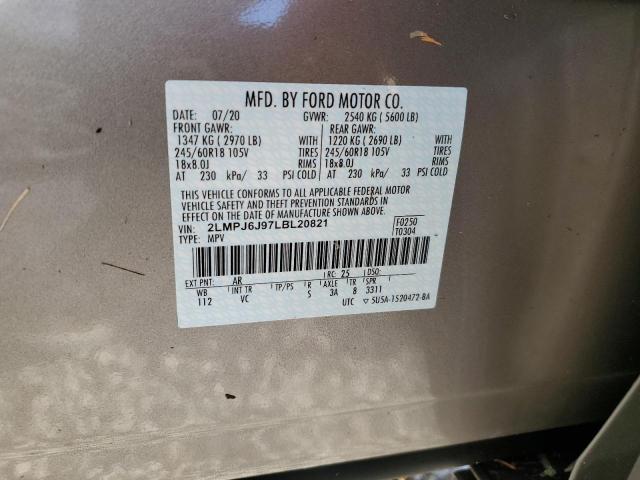 MFD. BY FORD MOTOR CO.
DATE: 07/20 GVWR: 2540 KG ( 5600 LB)
FRONT GAWR: REAR GAWR:
1347 KG ( 2970 LB) WITH 1220 KG ( 2690 LB) WITH
245/60R18 105V TIRES 245/60R18 105V TIRES
18x8.0J RIMS 18x8.0J RIMS
AT 230 kPa/ 33 PSI COLD AT 230 kPa/ 33 PSI COLD
THIS VEHICLE CONFORMS TO ALL APPLICABLE FEDERAL MOTOR
VEHICLE SAFETY AND THEFT PREVENTION STANDARDS IN
EFFECT ON THE DATE OF MANUFACTURE SHOWN ABOVE.
VIN: 2LMPJ6J97LBL20821 F0250
TYPE: MPV T0304
EXT PNT: AR RC: 25 DSO:
WB INT TR TP/PS R AXLE TR SPR
112 VC S 3A 8 3311
UTC ▽ 5U5A-1520472-BA